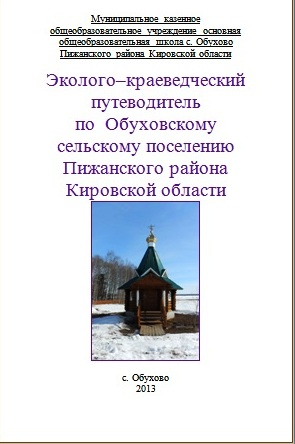 Муниципальное казенное
общеобразовательное учреждение основная
общеобразовательная школа с. Обухово
Пижанского района Кировской области
Эколого–краеведческий
путеводитель
по Обуховскому
сельскому поселению
Пижанского района
Кировской области
с. Обухово
2013